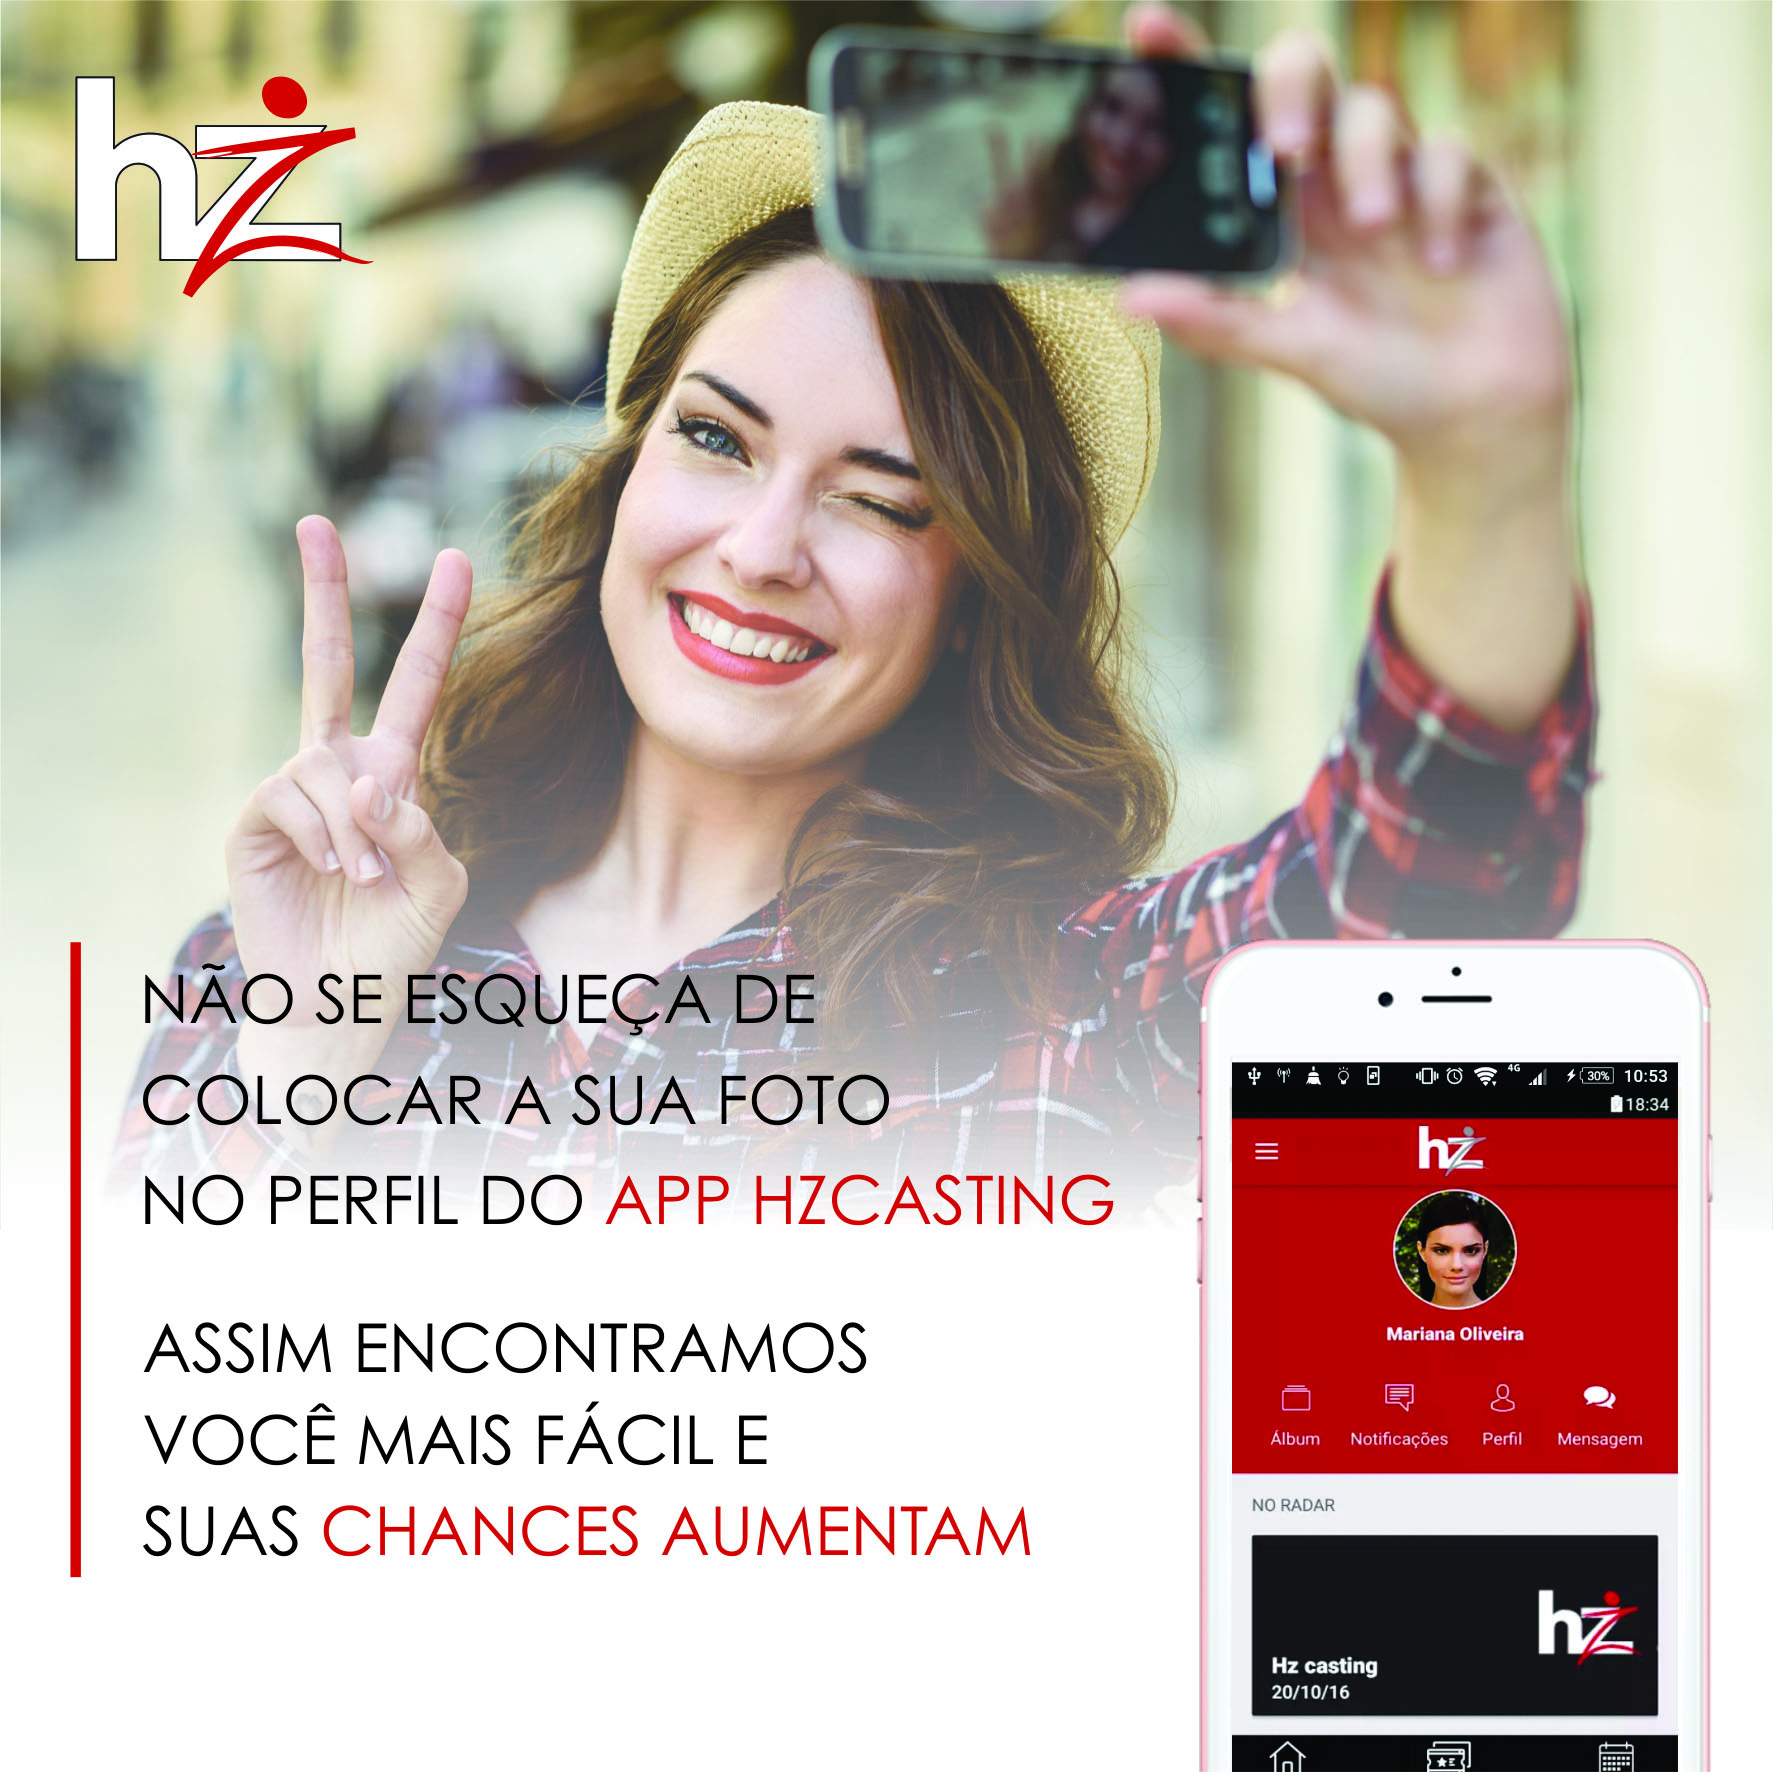 hz
NÃO SE ESQUEÇA DE
COLOCAR A SUA FOTO
NO PERFIL DO APP HZCASTING
ASSIM ENCONTRAMOS
VOCÊ MAIS FÁCIL E
SUAS CHANCES AUMENTAM
4G 30% 10:53
18:34
hz
Mariana Oliveira
Álbum Notificações Perfil Mensagem
NO RADAR
hz
Hz casting
20/10/16